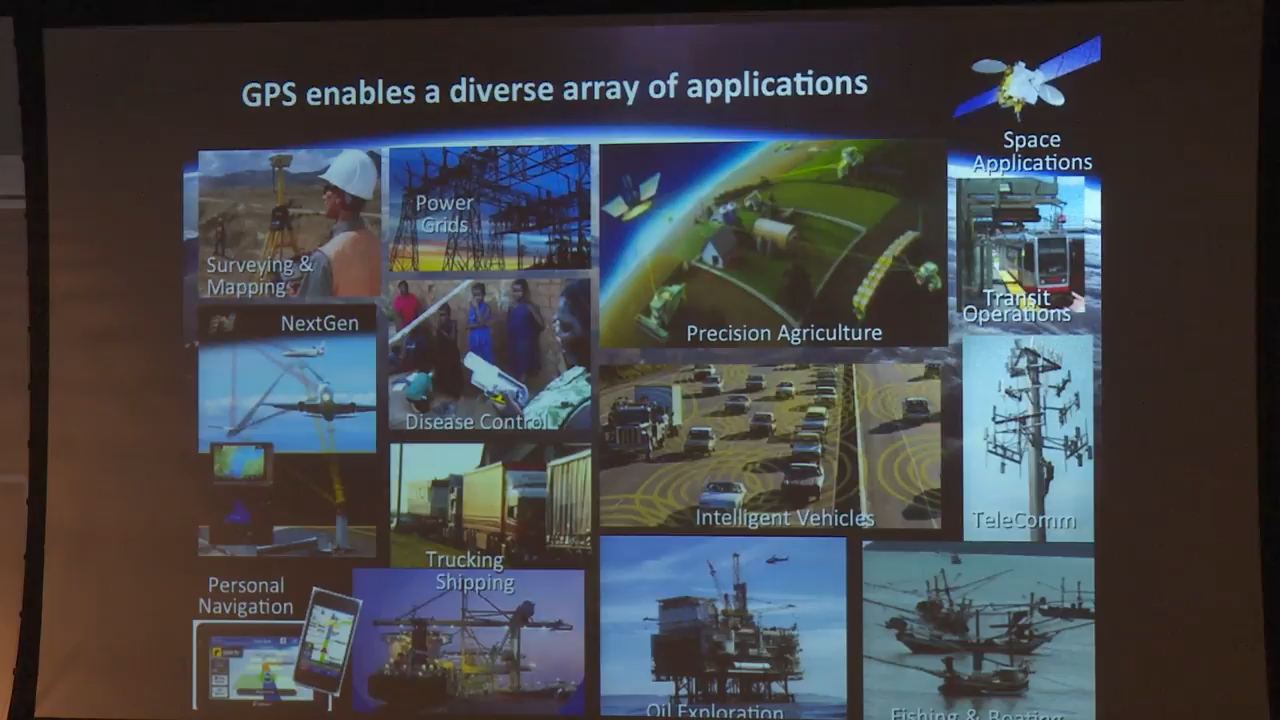 GPS enables a diverse array of applications
Space
Applications
Power
Grids
Surveying &
Mapping
Transit
Operations
NextGen
Precision Agriculture
Disease Control
Intelligent Vehicles
TeleComm
Trucking
Shipping
Personal
Navigation
Oil Exploration
Fishing & Boating